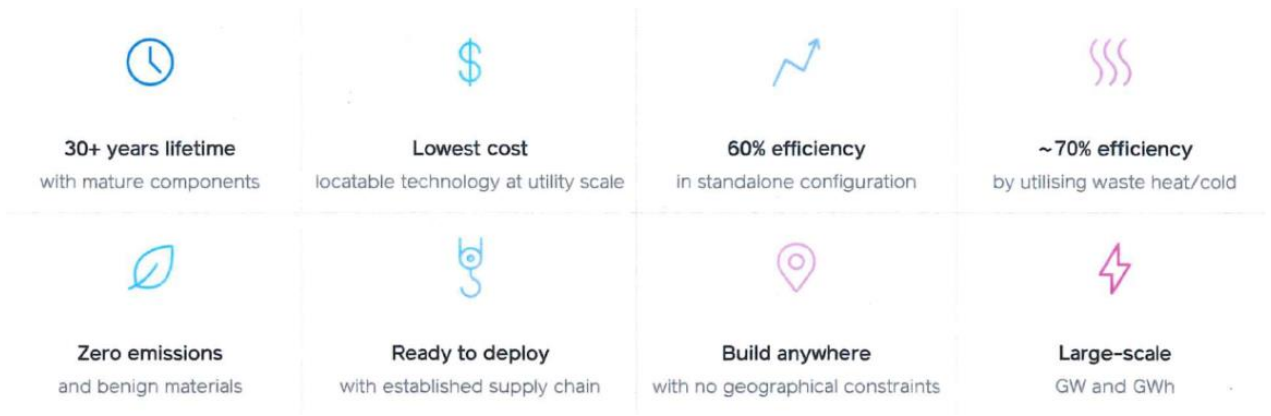 30+ years lifetime
with mature components
Lowest cost
locatable technology at utility scale
60% efficiency
in standalone configuration
~70% efficiency
by utilising waste heat/cold
Zero emissions
and benign materials
Ready to deploy
with established supply chain
Build anywhere
with no geographical constraints
Large-scale
GW and GWh